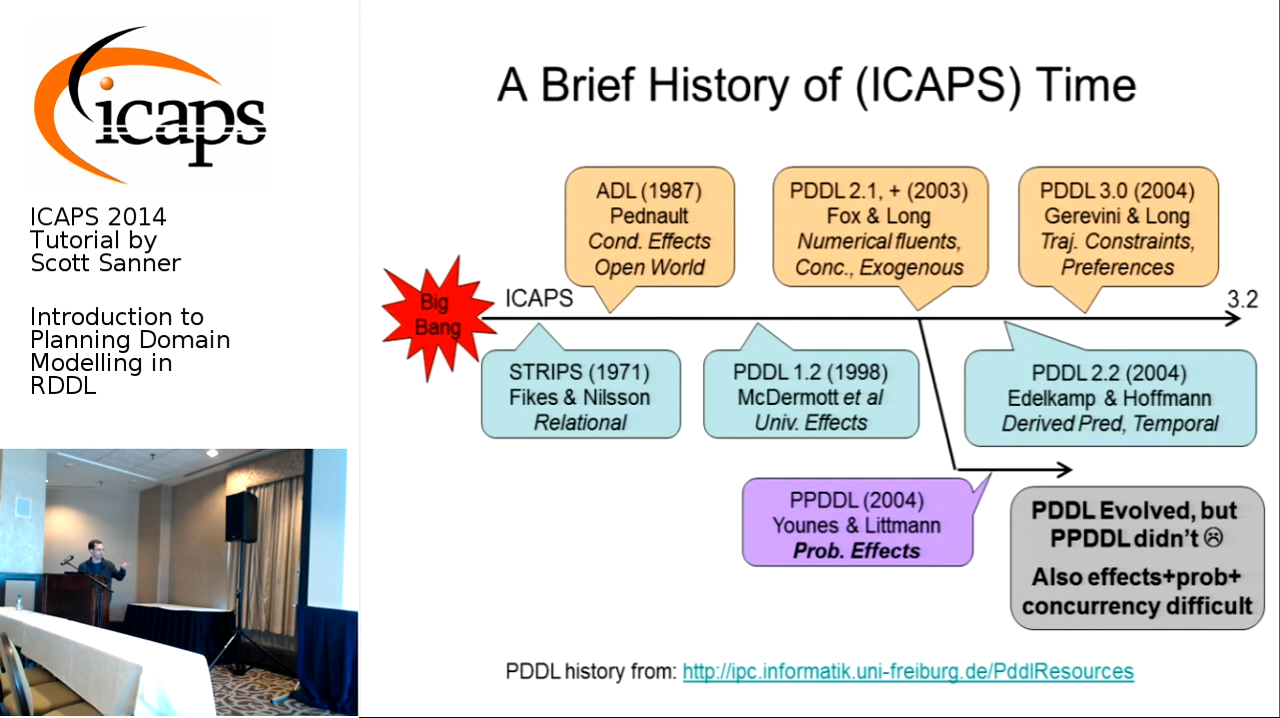 icaps
ICAPS 2014
Tutorial by
Scott Sanner
Introduction to
Planning Domain
Modelling in
RDDL
A Brief History of (ICAPS) Time
ADL (1987)
Pednault
Cond. Effects
Open World
PDDL 2.1, + (2003)
Fox & Long
Numerical fluents,
Conc., Exogenous
PDDL 3.0 (2004)
Gerevini & Long
Traj. Constraints,
Preferences
Big
Bang
ICAPS
3.2
STRIPS (1971)
Fikes & Nilsson
Relational
PDDL 1.2 (1998)
McDermott et al
Univ. Effects
PDDL 2.2 (2004)
Edelkamp & Hoffmann
Derived Pred, Temporal
PPDDL (2004)
Younes & Littmann
Prob. Effects
PDDL Evolved, but
PPDDL didn't ☹
Also effects+prob+
concurrency difficult
PDDL history from: http://ipc.informatik.uni-freiburg.de/PddlResources